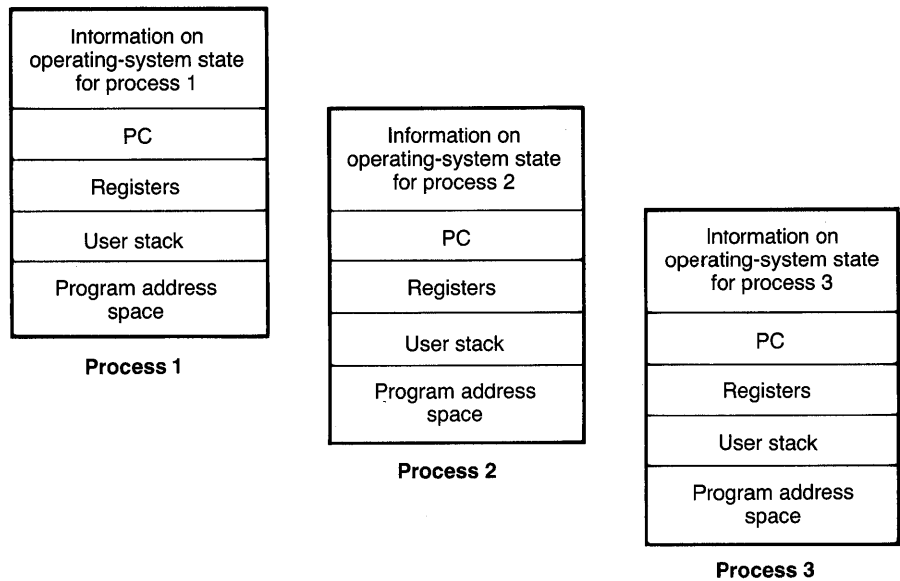 Information on
operating-system state
for process 1
PC
Registers
User stack
Program address
space
Process 1
Information on
operating-system state
for process 2
PC
Registers
User stack
Program address
space
Process 2
Information on
operating-system state
for process 3
PC
Registers
User stack
Program address
space
Process 3